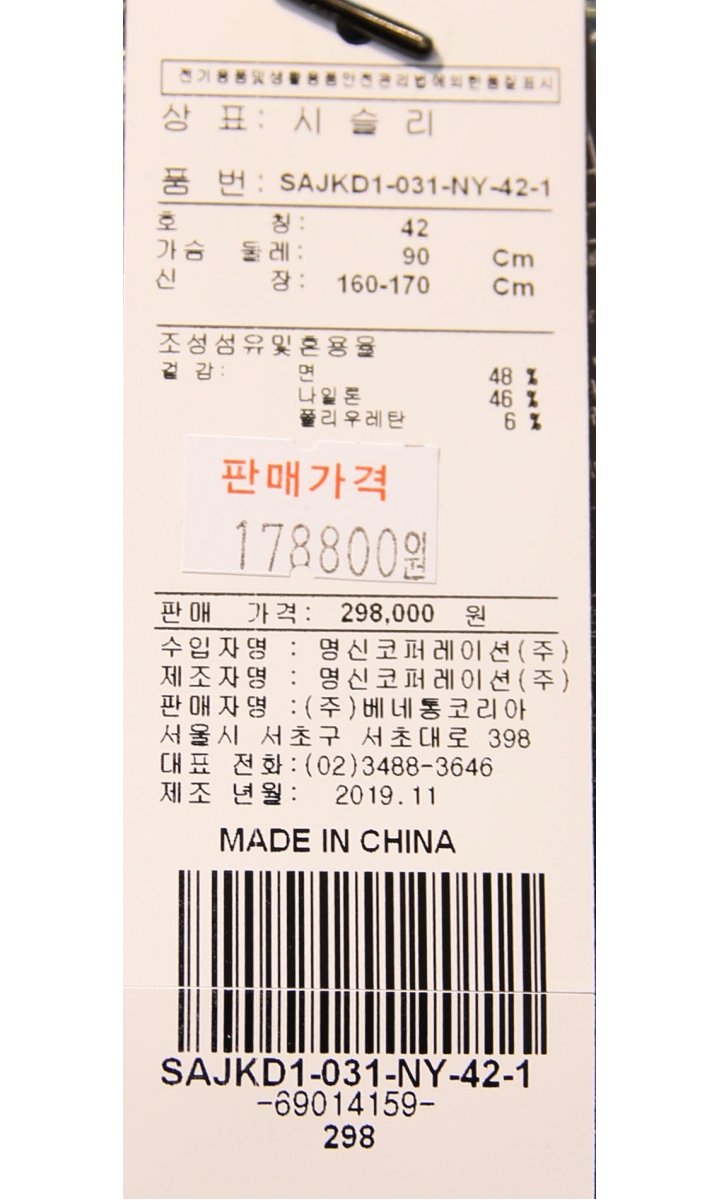 전기용품및생활용품안전관리법에의한품질표시
상 표: 시 슬 리
품 번: SAJKD1-031-NY-42-1
호 칭: 42
가슴 둘레: 90 Cm
신 장: 160-170 Cm
조성섬유및혼용율
겉 감: 면 48 %
나일론 46 %
폴리우레탄 6 %
판매가격
178800원
판매 가격: 298,000 원
수입자명 : 명신코퍼레이션(주)
제조자명 : 명신코퍼레이션(주)
판매자명 :(주)베네통코리아
서울시 서초구 서초대로 398
대표 전화:(02)3488-3646
제조 년월: 2019.11
MADE IN CHINA
SAJKD1-031-NY-42-1
-69014159-
298